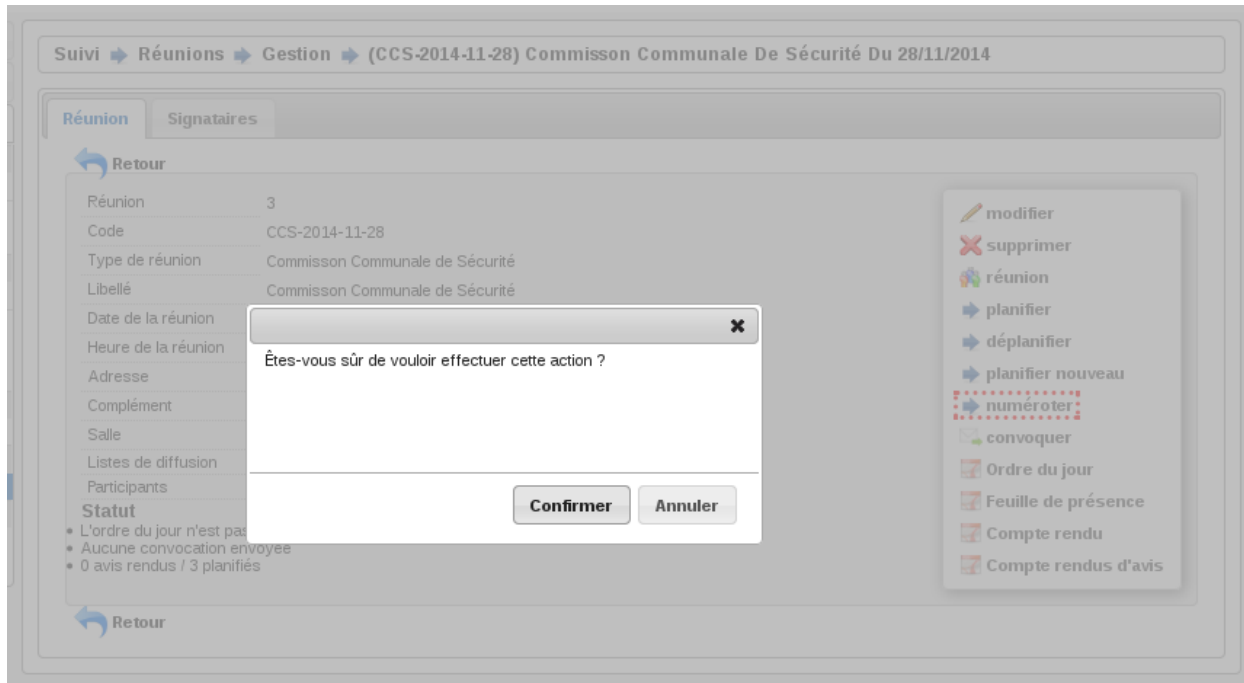 Suivi Réunions Gestion (CCS-2014-11-28) Commisson Communale De Sécurité Du 28/11/2014
Réunion Signataires
Retour
Réunion 3
Code CCS-2014-11-28
Type de réunion Commisson Communale de Sécurité
Libellé Commisson Communale de Sécurité
Date de la réunion
Heure de la réunion
Adresse
Complément
Salle
Listes de diffusion
Participants
Statut
• L'ordre du jour n'est pas
• Aucune convocation envoyée
• 0 avis rendus / 3 planifiés
Êtes-vous sûr de vouloir effectuer cette action ?
Confirmer Annuler
modifier
supprimer
réunion
planifier
déplanifier
planifier nouveau
numéroter
convoquer
Ordre du jour
Feuille de présence
Compte rendu
Compte rendus d'avis
Retour